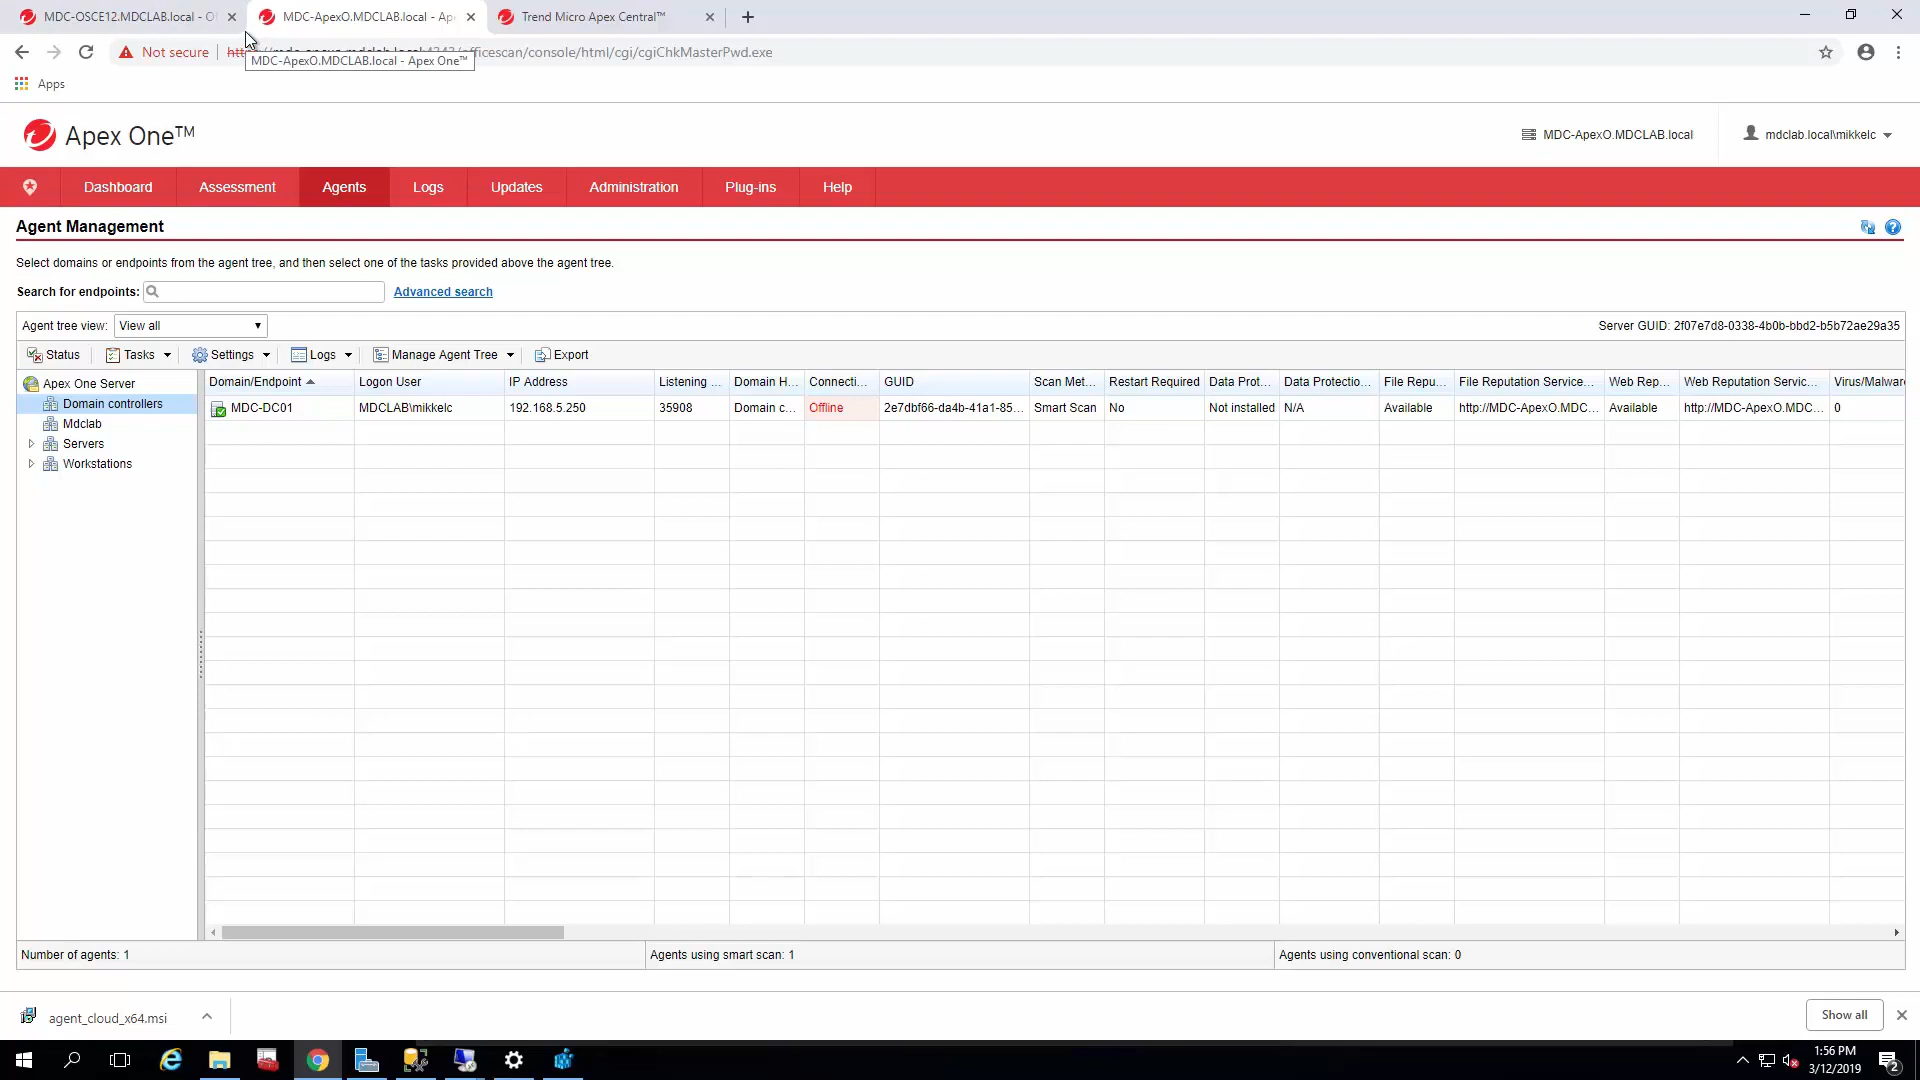 MDC-OSCE12.MDCLAB.local - O
MDC-ApexO.MDCLAB.local - Ape
Trend Micro Apex Central™
Not secure
fficescan/console/html/cgi/cgiChkMasterPwd.exe
MDC-ApexO.MDCLAB.local - Apex One™
Apps
Apex One™
MDC-ApexO.MDCLAB.local
mdclab.local\mikkelc
Dashboard
Assessment
Agents
Logs
Updates
Administration
Plug-ins
Help
Agent Management
Select domains or endpoints from the agent tree, and then select one of the tasks provided above the agent tree.
Search for endpoints:
Advanced search
Agent tree view: View all
Server GUID: 2f07e7d8-0338-4b0b-bbd2-b5b72ae29a35
Status
Tasks
Settings
Logs
Manage Agent Tree
Export
Apex One Server
Domain controllers
Mdclab
Servers
Workstations
Domain/Endpoint Logon User IP Address Listening ... Domain H... Connecti... GUID Scan Met... Restart Required Data Prot... Data Protectio... File Repu... File Reputation Service... Web Rep... Web Reputation Servic... Virus/Malware
MDC-DC01 MDCLAB\mikkelc 192.168.5.250 35908 Domain c... Offline 2e7dbf66-da4b-41a1-85... Smart Scan No Not installed N/A Available http://MDC-ApexO.MDC... Available http://MDC-ApexO.MDC... 0
Number of agents: 1
Agents using smart scan: 1
Agents using conventional scan: 0
agent_cloud_x64.msi
Show all
1:56 PM
3/12/2019
2